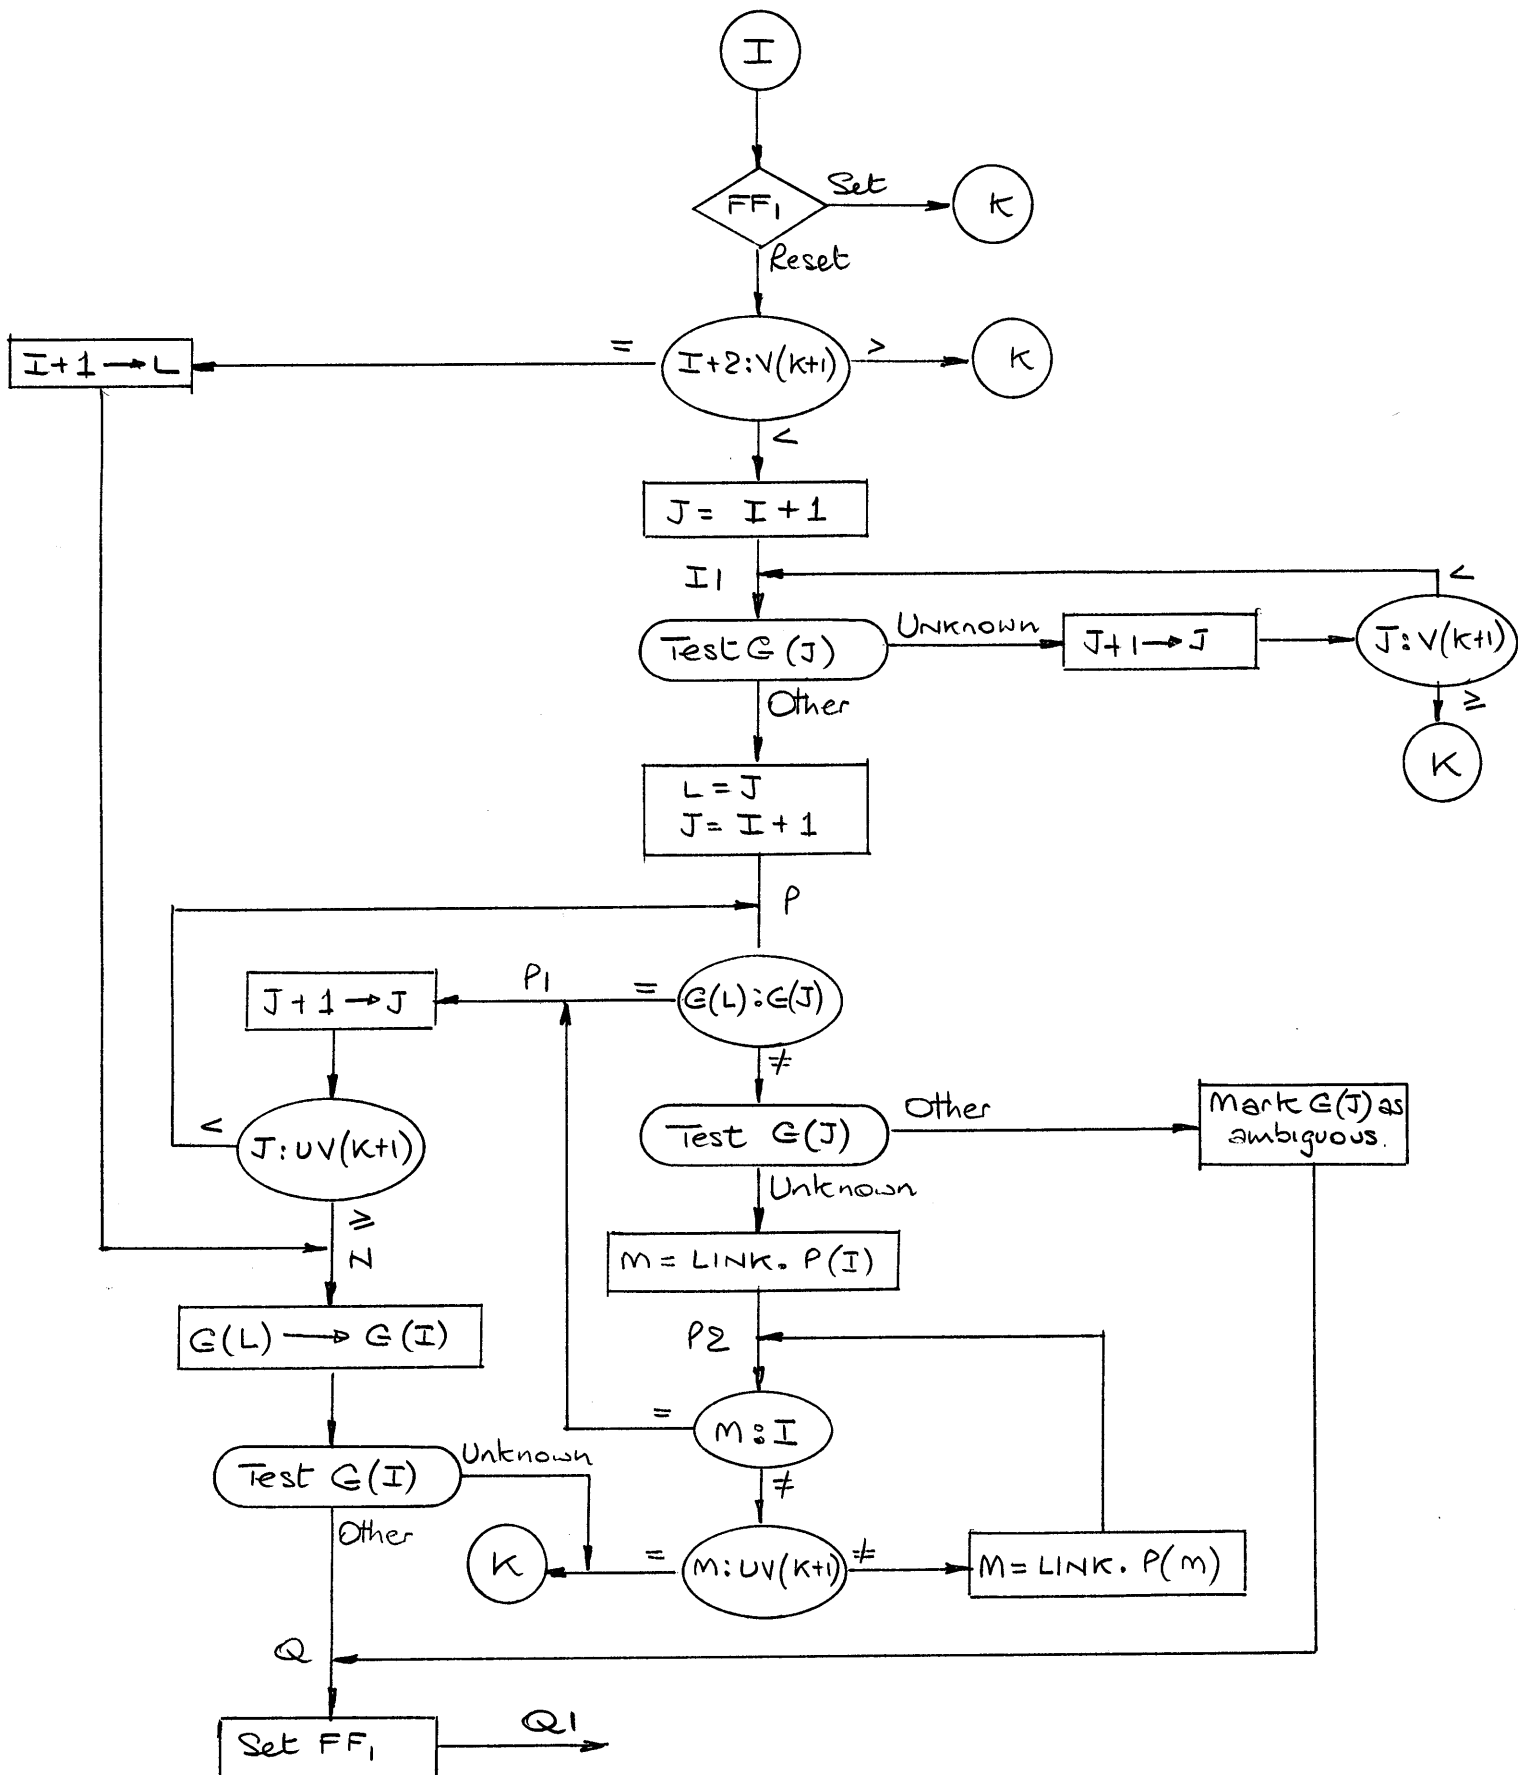 I
FF1
Set
K
Reset
I+1 → L
=
I+2:V(K+1)
>
K
<
J = I + 1
I1
<
Test G(J)
Unknown
J+1 → J
J:V(K+1)
Other
≥
K
L = J
J = I + 1
P
J + 1 → J
P1
=
G(L):G(J)
≠
<
J:UV(K+1)
Test G(J)
Other
Mark G(J) as
ambiguous.
Unknown
≥
N
M = LINK. P(I)
G(L) → G(I)
P2
=
M:I
≠
Test G(I)
Unknown
Other
K
=
M:UV(K+1)
≠
M = LINK. P(M)
Q
Set FF1
Q1